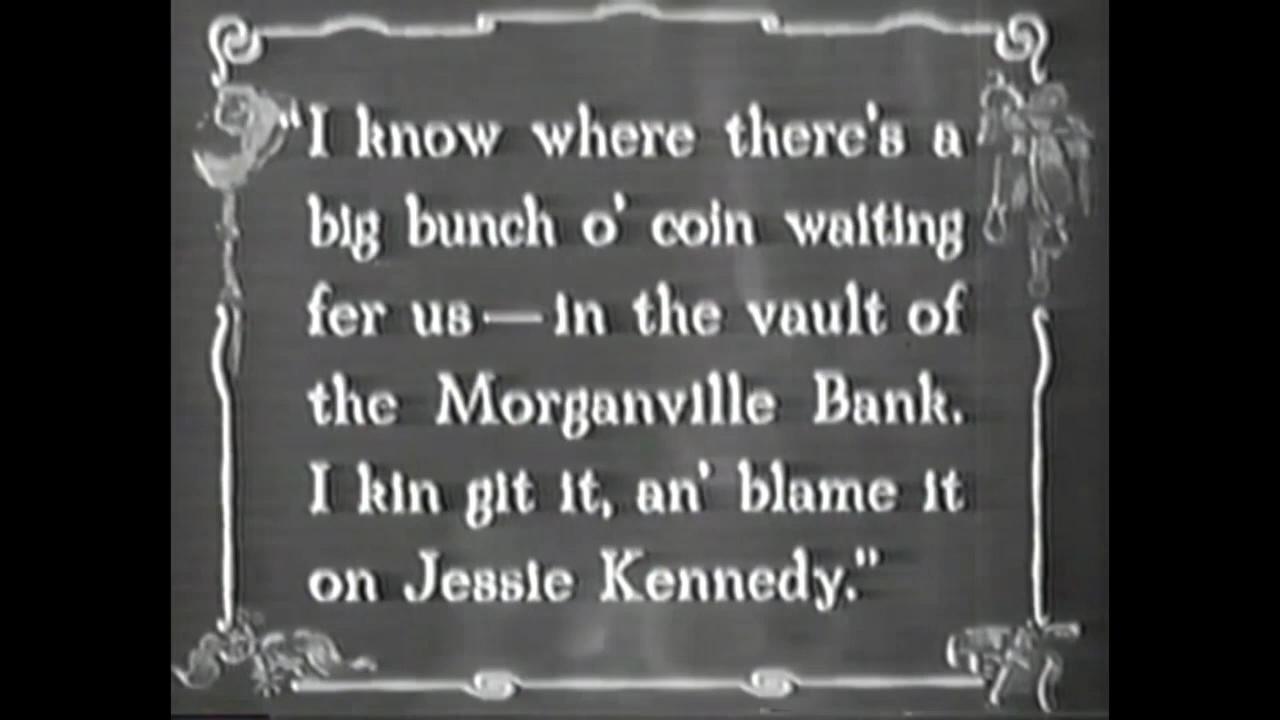 "I know where there's a
big bunch o' coin waiting
fer us—in the vault of
the Morganville Bank.
I kin git it, an' blame it
on Jessie Kennedy."